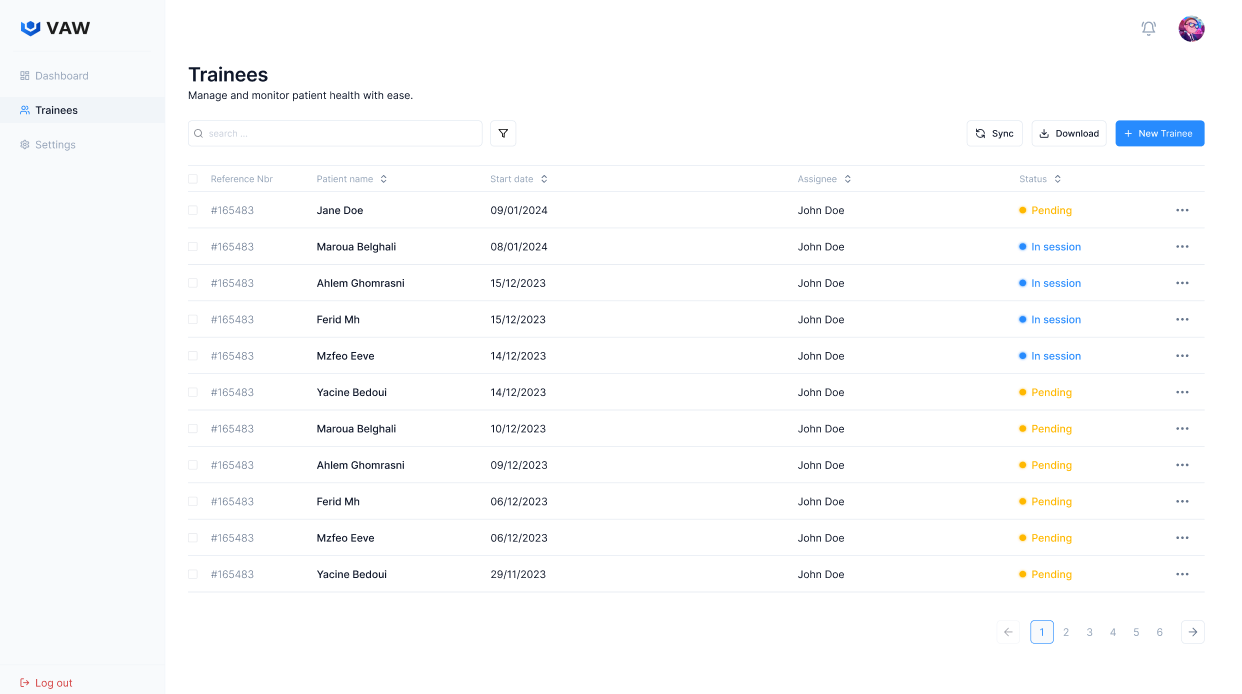 VAW
Dashboard
Trainees
Settings
Log out
Trainees
Manage and monitor patient health with ease.
search ...
Sync
Download
New Trainee
Reference Nbr Patient name Start date Assignee Status
#165483 Jane Doe 09/01/2024 John Doe Pending
#165483 Maroua Belghali 08/01/2024 John Doe In session
#165483 Ahlem Ghomrasni 15/12/2023 John Doe In session
#165483 Ferid Mh 15/12/2023 John Doe In session
#165483 Mzfeo Eeve 14/12/2023 John Doe In session
#165483 Yacine Bedoui 14/12/2023 John Doe Pending
#165483 Maroua Belghali 10/12/2023 John Doe Pending
#165483 Ahlem Ghomrasni 09/12/2023 John Doe Pending
#165483 Ferid Mh 06/12/2023 John Doe Pending
#165483 Mzfeo Eeve 06/12/2023 John Doe Pending
#165483 Yacine Bedoui 29/11/2023 John Doe Pending
1 2 3 4 5 6